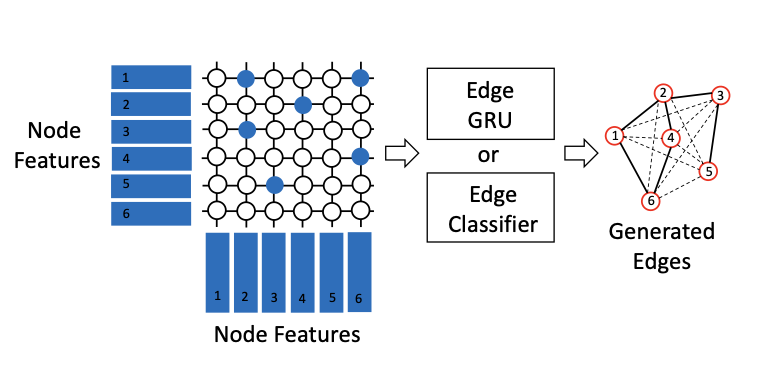 Node
Features
1
2
3
4
5
6
1 2 3 4 5 6
Node Features
Edge
GRU
or
Edge
Classifier
1
2
3
4
5
6
Generated
Edges